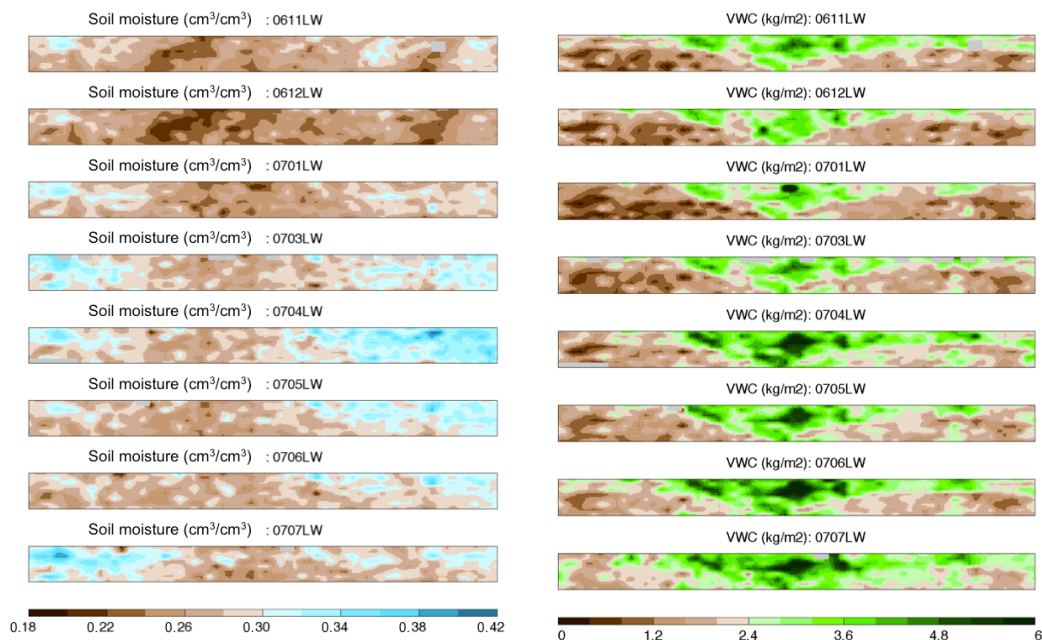 Soil moisture (cm³/cm³) : 0611LW
VWC (kg/m2): 0611LW
Soil moisture (cm³/cm³) : 0612LW
VWC (kg/m2): 0612LW
Soil moisture (cm³/cm³) : 0701LW
VWC (kg/m2): 0701LW
Soil moisture (cm³/cm³) : 0703LW
VWC (kg/m2): 0703LW
Soil moisture (cm³/cm³) : 0704LW
VWC (kg/m2): 0704LW
Soil moisture (cm³/cm³) : 0705LW
VWC (kg/m2): 0705LW
Soil moisture (cm³/cm³) : 0706LW
VWC (kg/m2): 0706LW
Soil moisture (cm³/cm³) : 0707LW
VWC (kg/m2): 0707LW
0.18 0.22 0.26 0.30 0.34 0.38 0.42
0 1.2 2.4 3.6 4.8 6